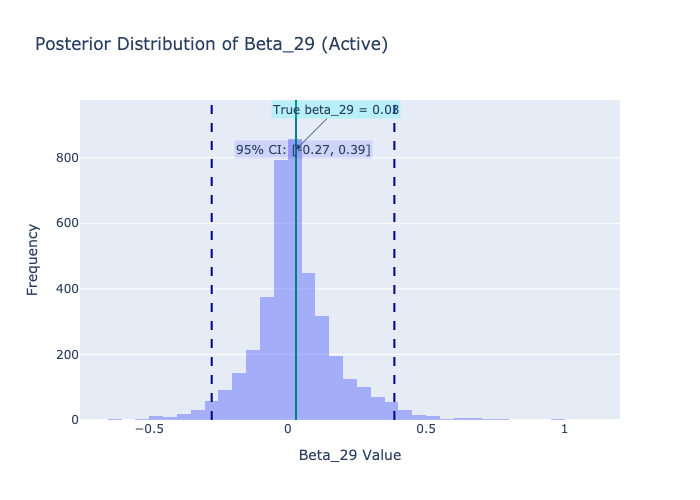 Posterior Distribution of Beta_29 (Active)
True beta_29 = 0.03
95% CI: [-0.27, 0.39]
800
600
400
200
0
Frequency
−0.5
0
0.5
1
Beta_29 Value